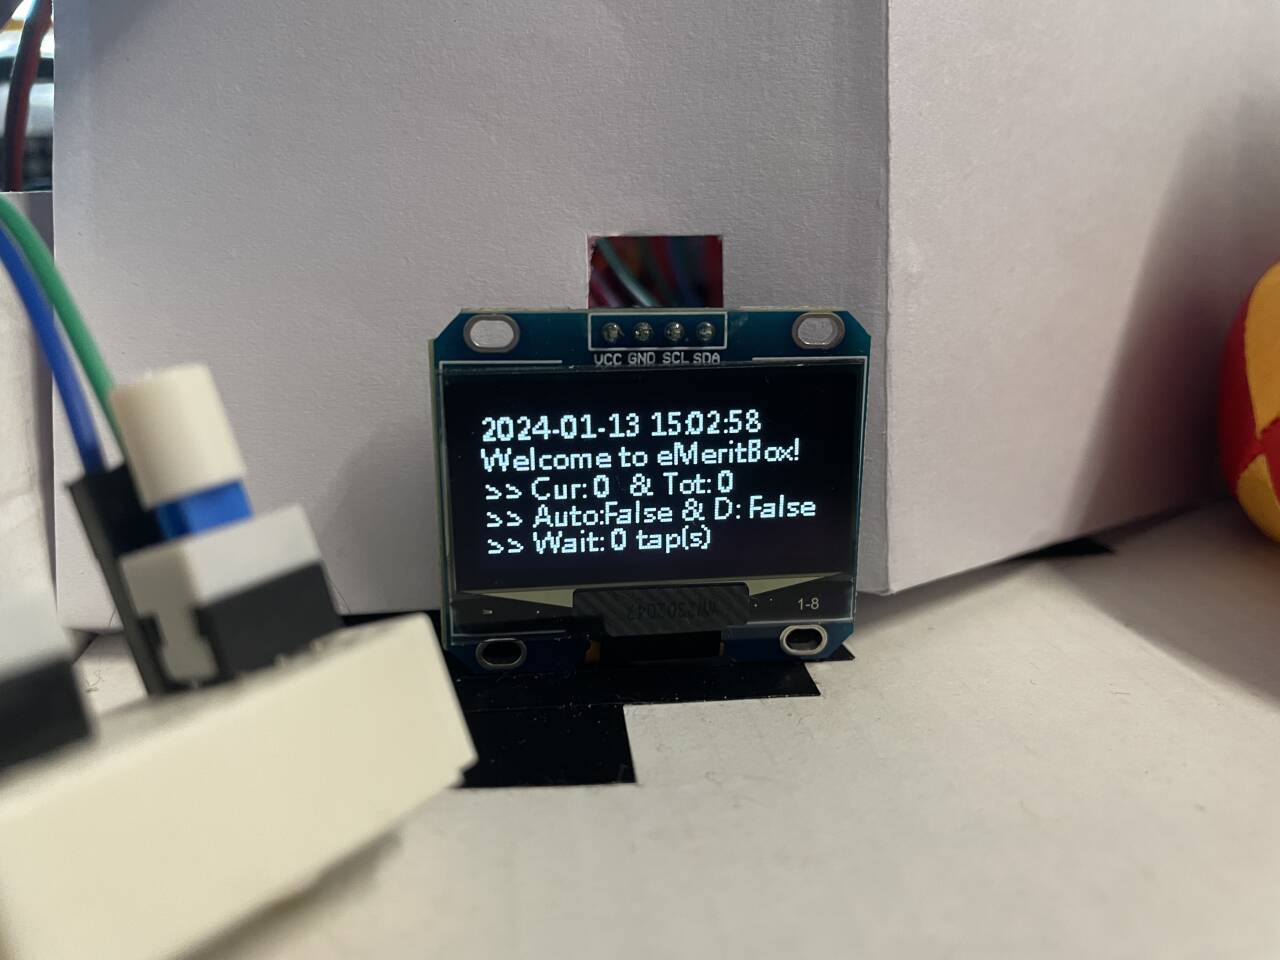 VCC GND SCL SDA
2024-01-13 15:02:58
Welcome to eMeritBox!
>> Cur: 0 & Tot: 0
>> Auto:False & D: False
>> Wait: 0 tap(s)
1-8